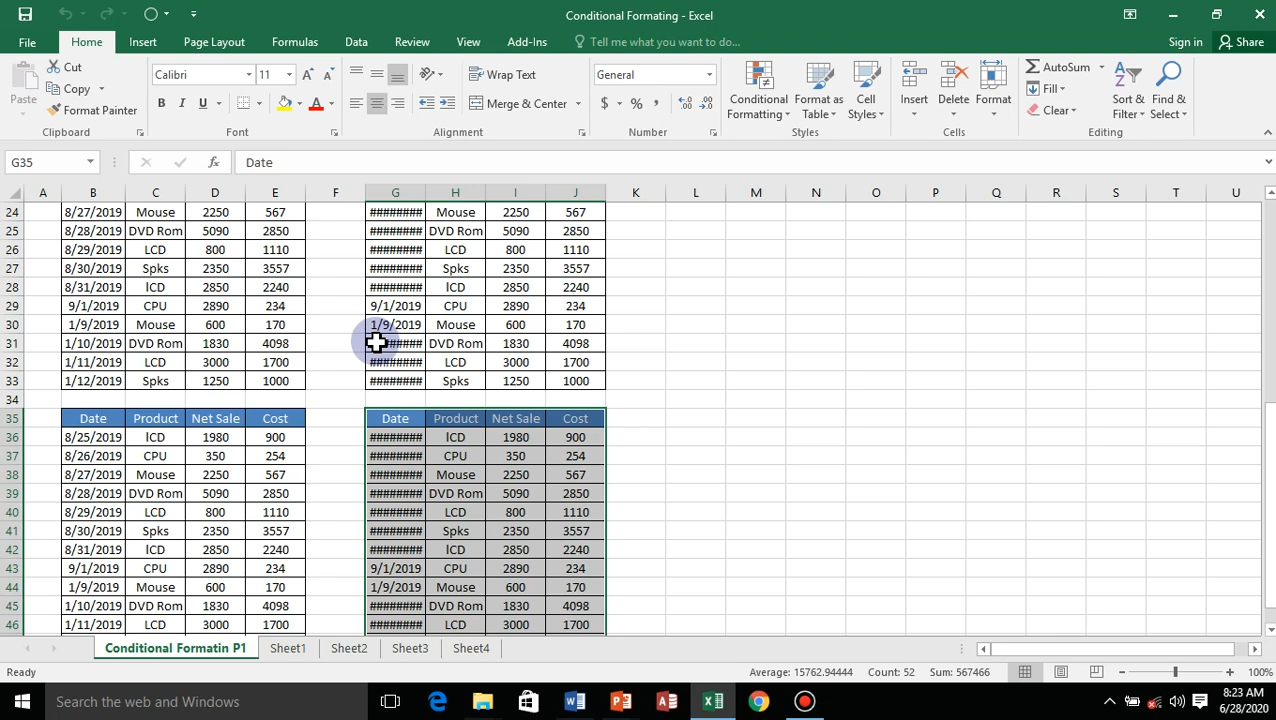 Conditional Formating - Excel
File Home Insert Page Layout Formulas Data Review View Add-Ins Tell me what you want to do... Sign in Share
Paste Cut Copy Format Painter Clipboard
Calibri 11 A A B I U A Font
Wrap Text Merge & Center Alignment
General $ % , Number
Conditional Formatting Format as Table Cell Styles Styles
Insert Delete Format Cells
AutoSum Fill Clear Sort & Filter Find & Select Editing
G35 fx Date
A B C D E F G H I J K L M N O P Q R S T U
24 8/27/2019 Mouse 2250 567 ######## Mouse 2250 567
25 8/28/2019 DVD Rom 5090 2850 ######## DVD Rom 5090 2850
26 8/29/2019 LCD 800 1110 ######## LCD 800 1110
27 8/30/2019 Spks 2350 3557 ######## Spks 2350 3557
28 8/31/2019 lCD 2850 2240 ######## lCD 2850 2240
29 9/1/2019 CPU 2890 234 9/1/2019 CPU 2890 234
30 1/9/2019 Mouse 600 170 1/9/2019 Mouse 600 170
31 1/10/2019 DVD Rom 1830 4098 ######## DVD Rom 1830 4098
32 1/11/2019 LCD 3000 1700 ######## LCD 3000 1700
33 1/12/2019 Spks 1250 1000 ######## Spks 1250 1000
34
35 Date Product Net Sale Cost Date Product Net Sale Cost
36 8/25/2019 lCD 1980 900 ######## lCD 1980 900
37 8/26/2019 CPU 350 254 ######## CPU 350 254
38 8/27/2019 Mouse 2250 567 ######## Mouse 2250 567
39 8/28/2019 DVD Rom 5090 2850 ######## DVD Rom 5090 2850
40 8/29/2019 LCD 800 1110 ######## LCD 800 1110
41 8/30/2019 Spks 2350 3557 ######## Spks 2350 3557
42 8/31/2019 lCD 2850 2240 ######## lCD 2850 2240
43 9/1/2019 CPU 2890 234 9/1/2019 CPU 2890 234
44 1/9/2019 Mouse 600 170 1/9/2019 Mouse 600 170
45 1/10/2019 DVD Rom 1830 4098 ######## DVD Rom 1830 4098
46 1/11/2019 LCD 3000 1700 ######## LCD 3000 1700
Conditional Formatin P1 Sheet1 Sheet2 Sheet3 Sheet4
Ready Average: 15762.94444 Count: 52 Sum: 567466 100%
Search the web and Windows
8:23 AM
6/28/2020